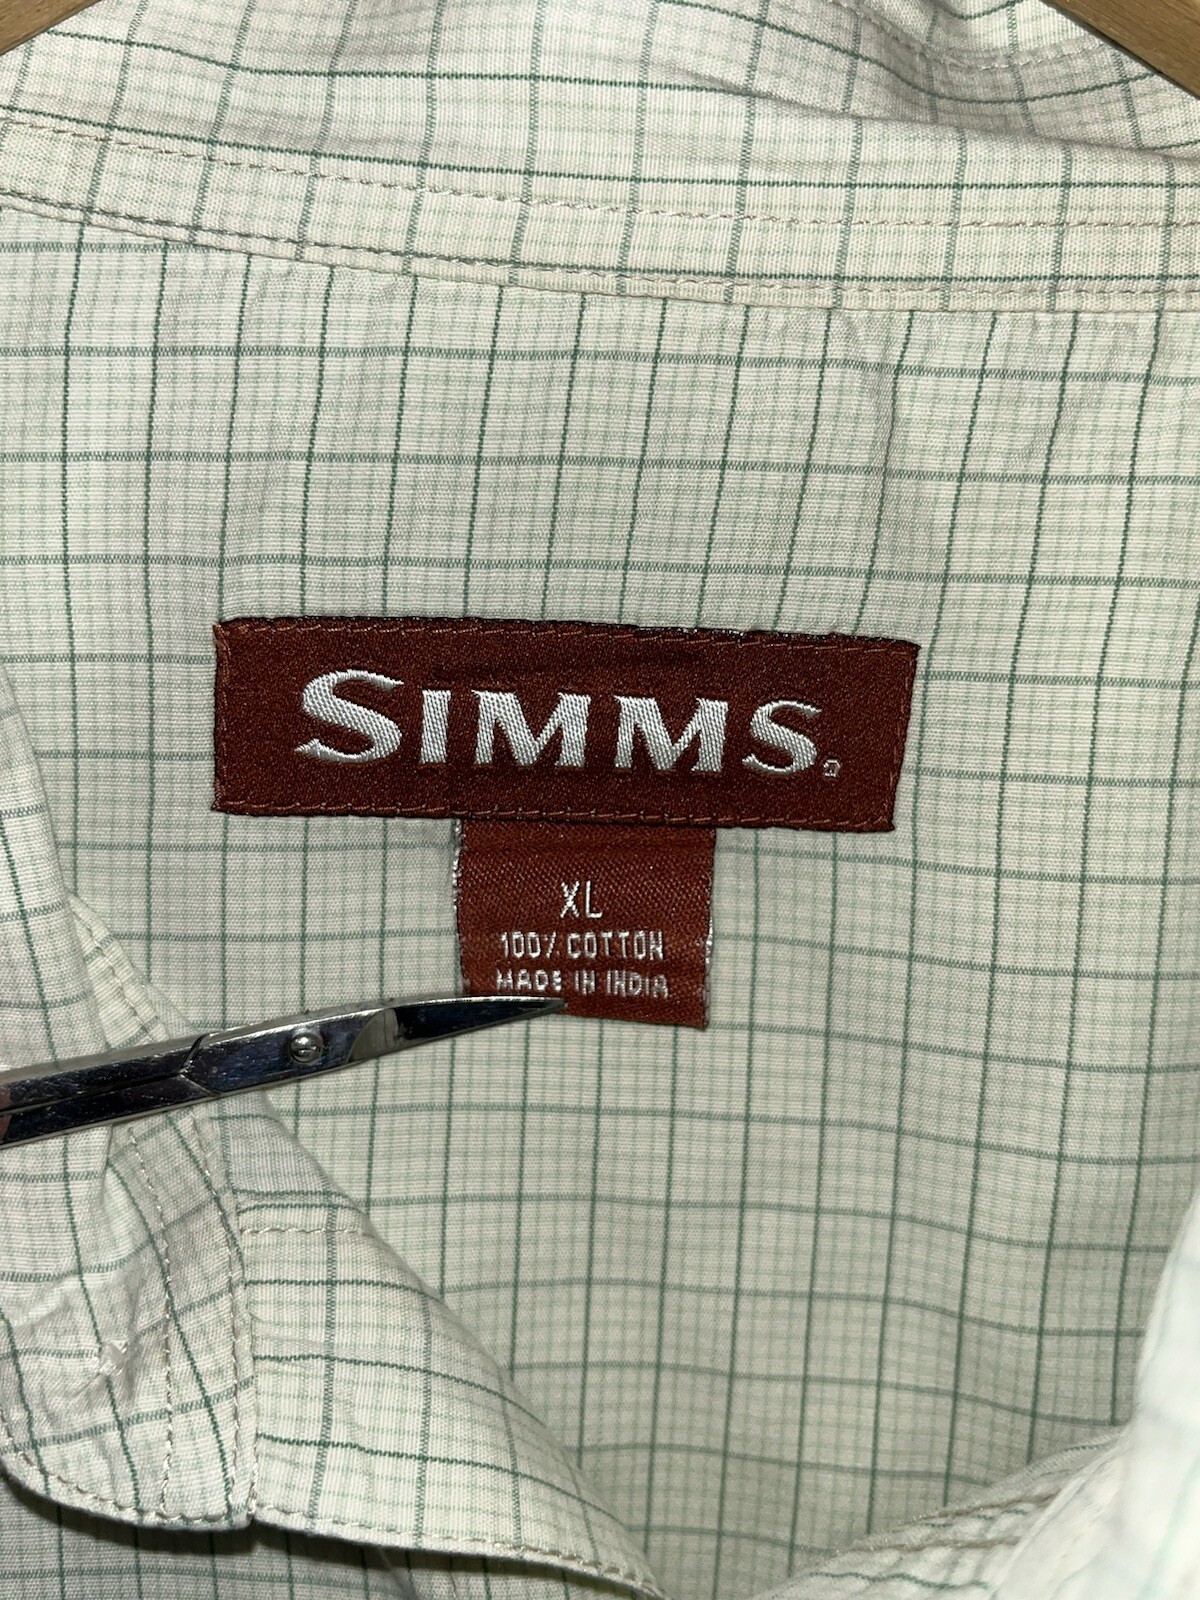 SIMMS®
XL
100% COTTON
MADE IN INDIA